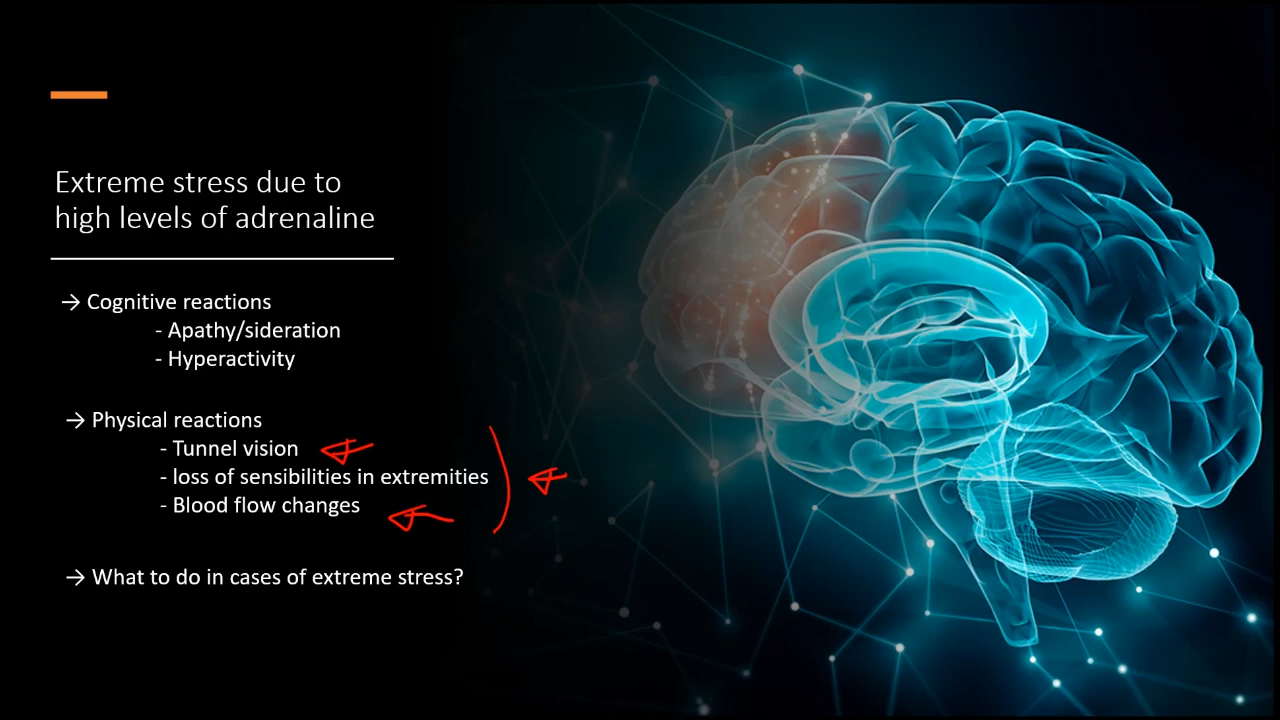 Extreme stress due to
high levels of adrenaline
→ Cognitive reactions
- Apathy/sideration
- Hyperactivity
→ Physical reactions
- Tunnel vision
- loss of sensibilities in extremities
- Blood flow changes
→ What to do in cases of extreme stress?